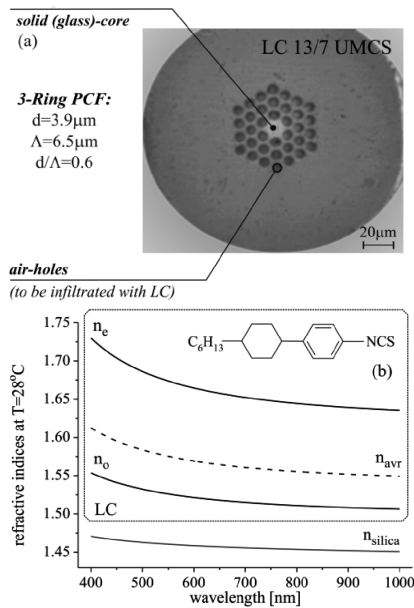 solid (glass)-core
(a)
LC 13/7 UMCS
3-Ring PCF:
d=3.9μm
Λ=6.5μm
d/Λ=0.6
20μm
air-holes
(to be infiltrated with LC)
1.75
1.70
1.65
1.60
1.55
1.50
1.45
refractive indices at T=28°C
nₑ
C₆H₁₃
NCS
(b)
n_avr
nₒ
LC
n_silica
400 500 600 700 800 900 1000
wavelength [nm]